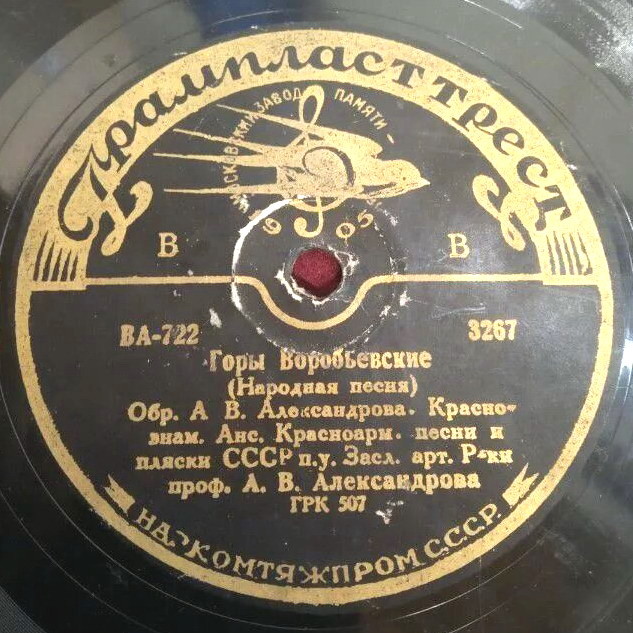 Грампласттрест
МОСКОВСКИЙ ЗАВОД ПАМЯТИ
1905
В В
ВА-722 3267
Горы Воробьевские
(Народная песня)
Обр. А В. Александрова. Красно-
знам. Анс. Красноарм. песни и
пляски СССР п.у. Засл. арт. Р-ки
проф. А. В. Александрова
ГРК 507
НАРКОМТЯЖПРОМ СССР